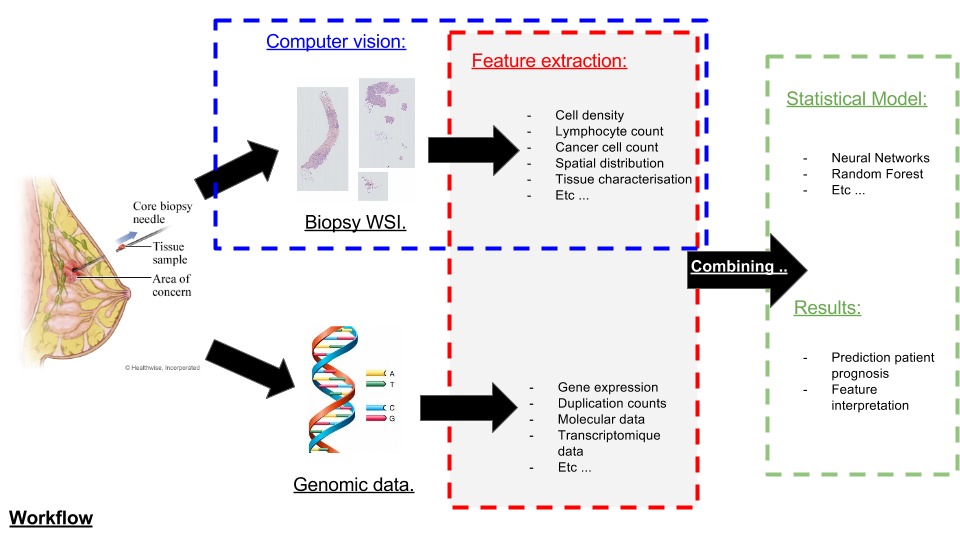 Computer vision:
Feature extraction:
Statistical Model:
- Cell density
- Lymphocyte count
- Cancer cell count
- Spatial distribution
- Tissue characterisation
- Etc ...
- Neural Networks
- Random Forest
- Etc ...
Biopsy WSI.
Core biopsy
needle
Tissue
sample
Area of
concern
© Healthwise, Incorporated
Combining ..
Results:
- Prediction patient
prognosis
- Feature
interpretation
A
T
C
G
- Gene expression
- Duplication counts
- Molecular data
- Transcriptomique
data
- Etc ...
Genomic data.
Workflow